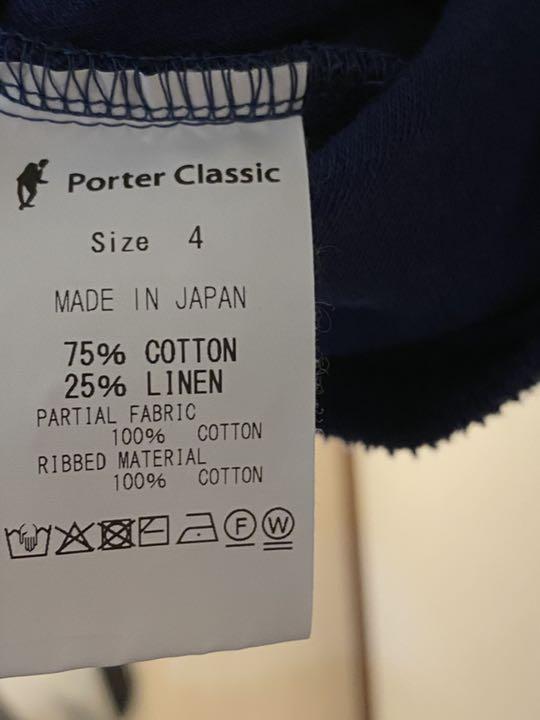 Porter Classic
Size 4
MADE IN JAPAN
75% COTTON
25% LINEN
PARTIAL FABRIC
100% COTTON
RIBBED MATERIAL
100% COTTON
F W